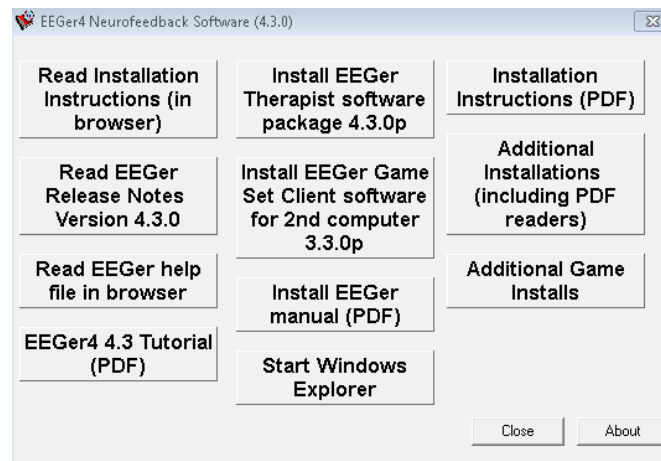 EEGer4 Neurofeedback Software (4.3.0)
Read Installation
Instructions (in
browser)
Read EEGer
Release Notes
Version 4.3.0
Read EEGer help
file in browser
EEGer4 4.3 Tutorial
(PDF)
Install EEGer
Therapist software
package 4.3.0p
Install EEGer Game
Set Client software
for 2nd computer
3.3.0p
Install EEGer
manual (PDF)
Start Windows
Explorer
Installation
Instructions (PDF)
Additional
Installations
(including PDF
readers)
Additional Game
Installs
Close
About